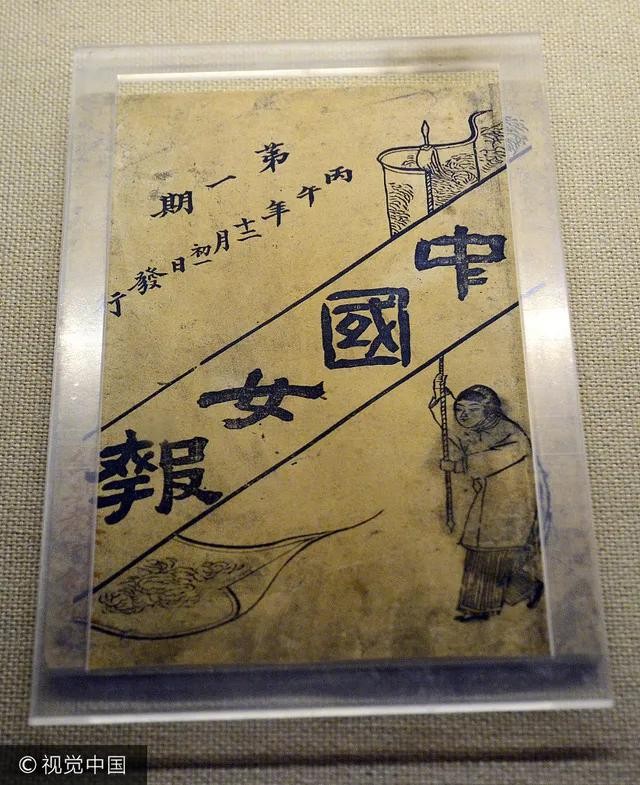 第一期
丙午年十二月初一日發行
中國女報
© 视觉中国